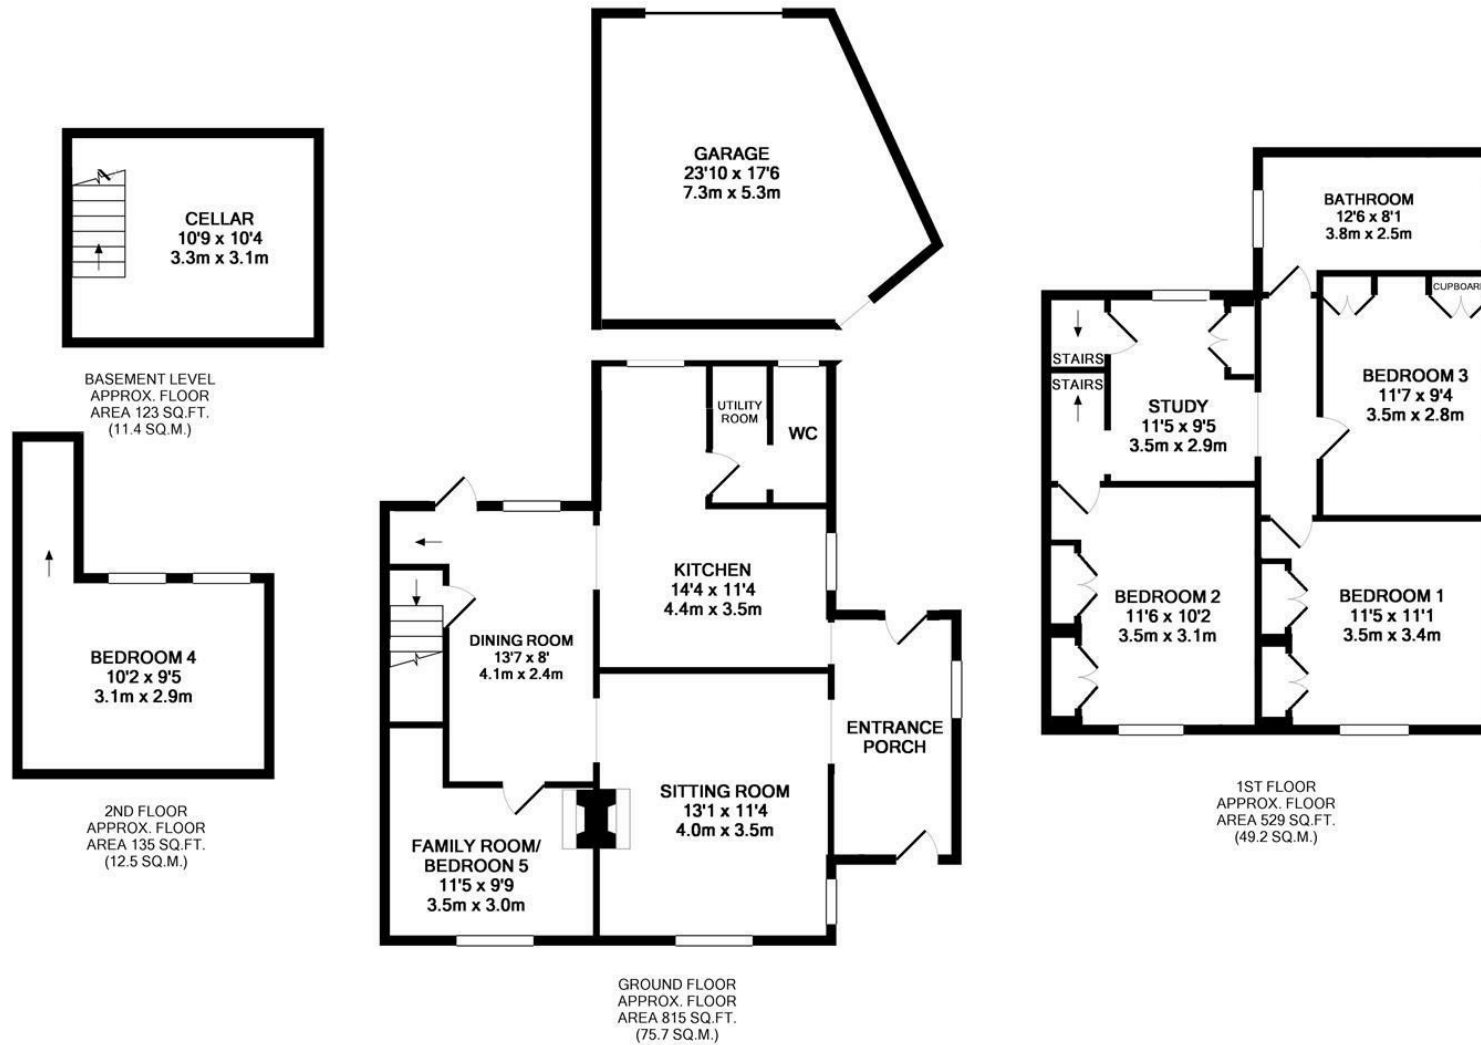 GARAGE
23'10 x 17'6
7.3m x 5.3m
CELLAR
10'9 x 10'4
3.3m x 3.1m
BASEMENT LEVEL
APPROX. FLOOR
AREA 123 SQ.FT.
(11.4 SQ.M.)
BEDROOM 4
10'2 x 9'5
3.1m x 2.9m
2ND FLOOR
APPROX. FLOOR
AREA 135 SQ.FT.
(12.5 SQ.M.)
UTILITY
ROOM
WC
KITCHEN
14'4 x 11'4
4.4m x 3.5m
DINING ROOM
13'7 x 8'
4.1m x 2.4m
ENTRANCE
PORCH
SITTING ROOM
13'1 x 11'4
4.0m x 3.5m
FAMILY ROOM/
BEDROON 5
11'5 x 9'9
3.5m x 3.0m
GROUND FLOOR
APPROX. FLOOR
AREA 815 SQ.FT.
(75.7 SQ.M.)
BATHROOM
12'6 x 8'1
3.8m x 2.5m
CUPBOARD
STAIRS
STAIRS
BEDROOM 3
11'7 x 9'4
3.5m x 2.8m
STUDY
11'5 x 9'5
3.5m x 2.9m
BEDROOM 2
11'6 x 10'2
3.5m x 3.1m
BEDROOM 1
11'5 x 11'1
3.5m x 3.4m
1ST FLOOR
APPROX. FLOOR
AREA 529 SQ.FT.
(49.2 SQ.M.)